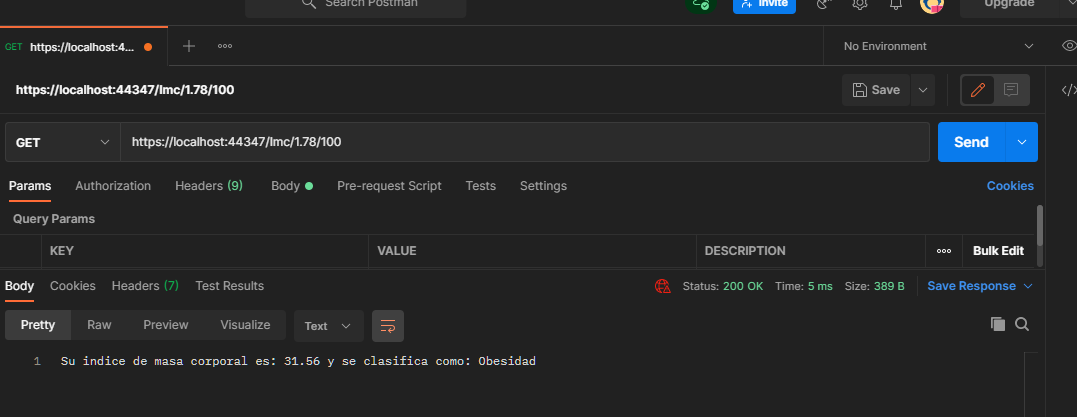 Search Postman
Invite
Upgrade
GET https://localhost:4...
No Environment
https://localhost:44347/Imc/1.78/100
Save
GET
https://localhost:44347/Imc/1.78/100
Send
Params Authorization Headers (9) Body Pre-request Script Tests Settings Cookies
Query Params
KEY VALUE DESCRIPTION Bulk Edit
Body Cookies Headers (7) Test Results Status: 200 OK Time: 5 ms Size: 389 B Save Response
Pretty Raw Preview Visualize Text
1 Su indice de masa corporal es: 31.56 y se clasifica como: Obesidad